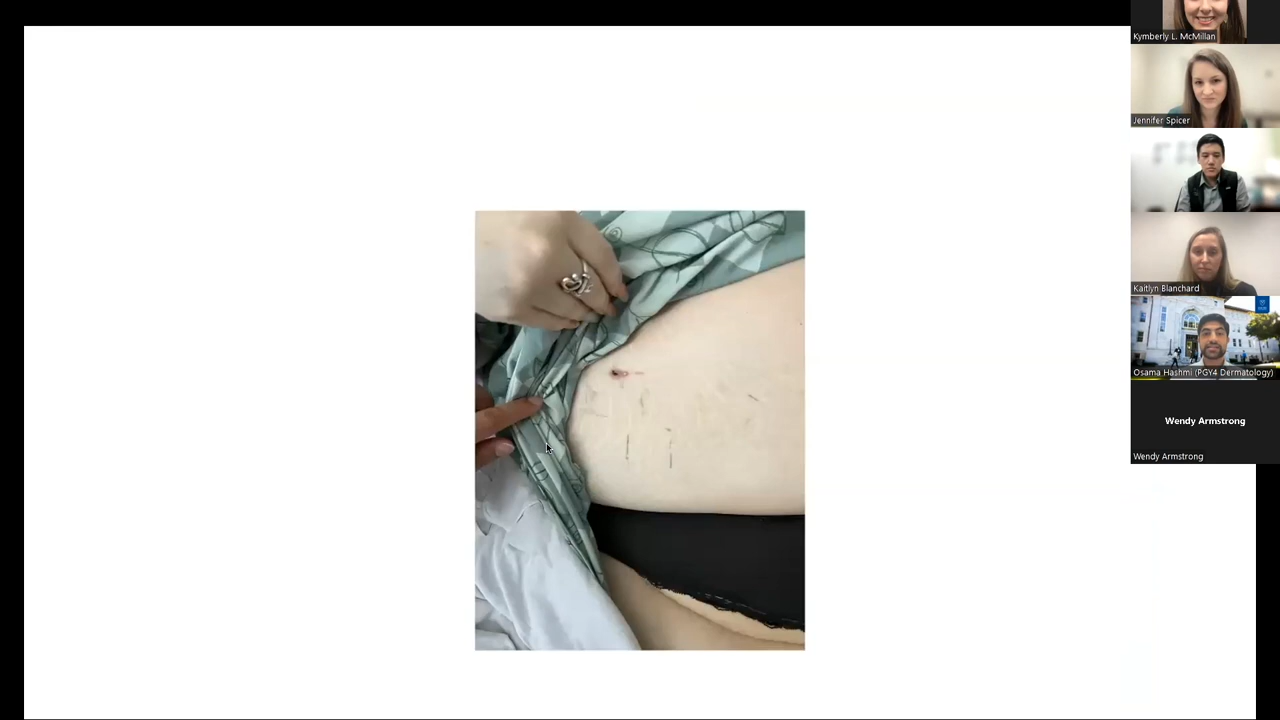 Kymberly L. McMillan
Jennifer Spicer
Kaitlyn Blanchard
Osama Hashmi (PGY4 Dermatology)
Wendy Armstrong
Wendy Armstrong